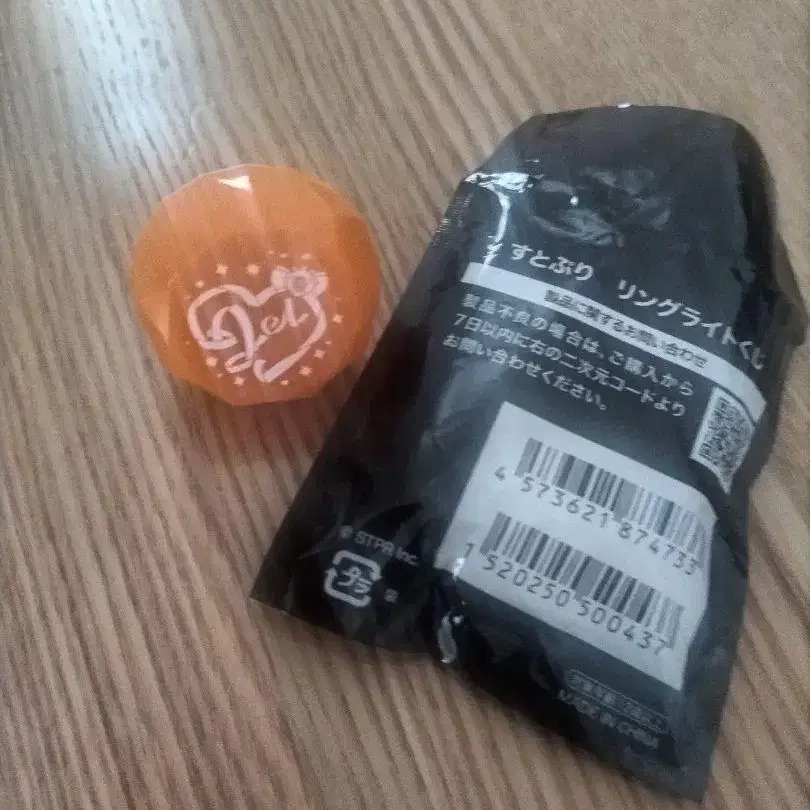 Jel
すとぷり リングライトくじ
製品に関するお問い合わせ
製品不良の場合は、ご購入から
7日以内に右の二次元コードより
お問い合わせください。
4 573621 874733
1 520250 500437
© STPR Inc.
プラ
MADE IN CHINA